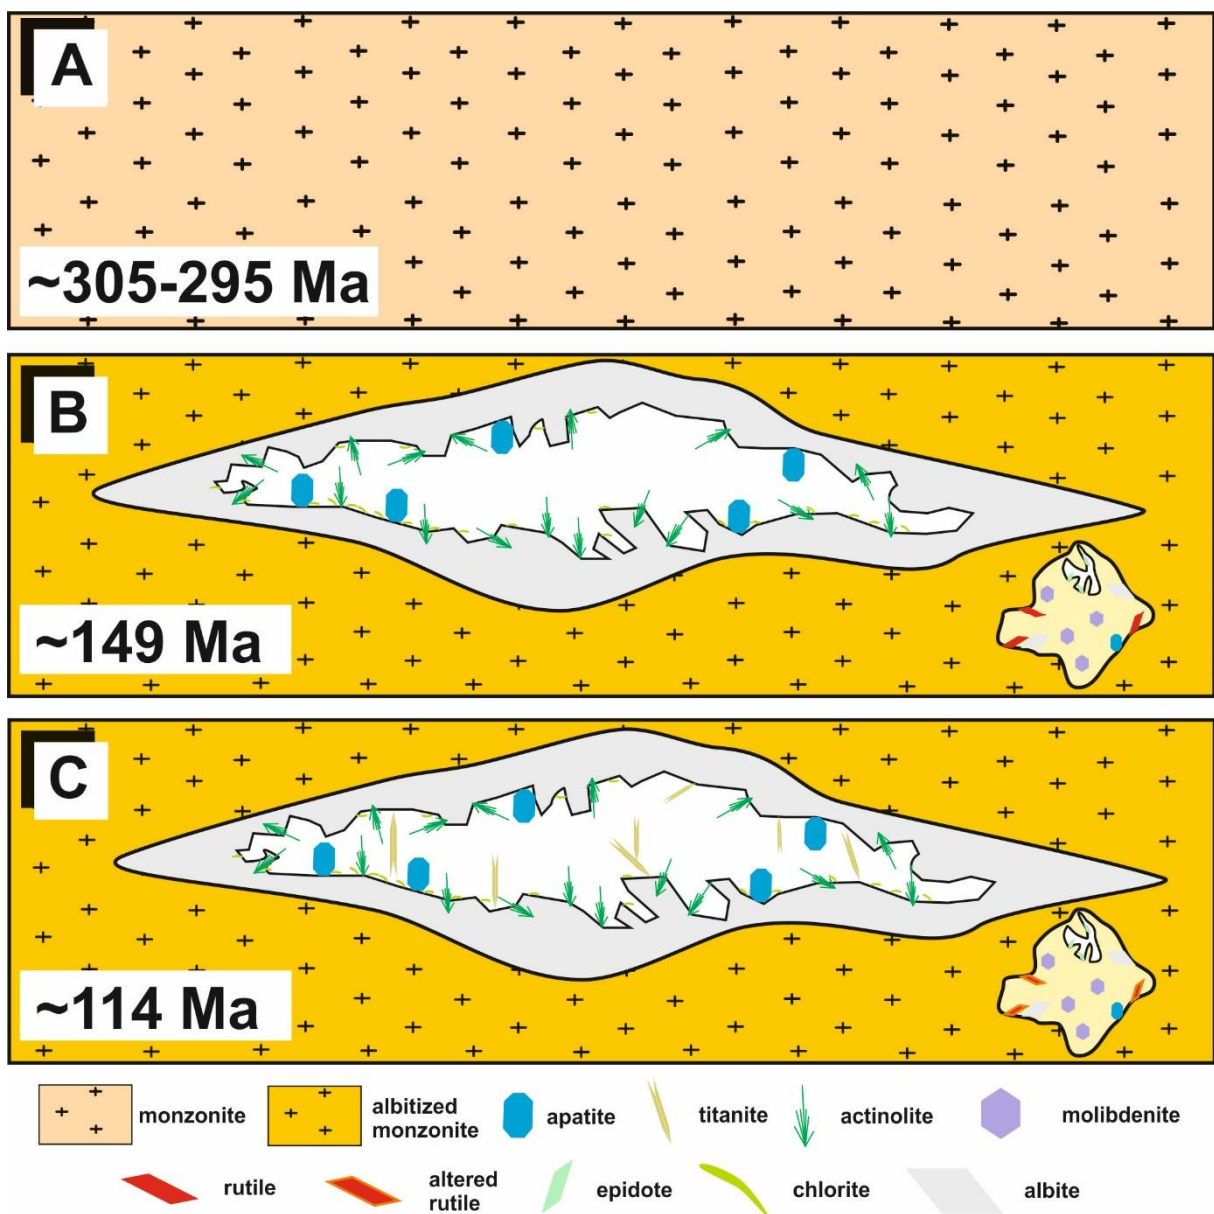 A
~305-295 Ma
B
~149 Ma
C
~114 Ma
monzonite
albitized
monzonite
apatite
titanite
actinolite
molibdenite
rutile
altered
rutile
epidote
chlorite
albite